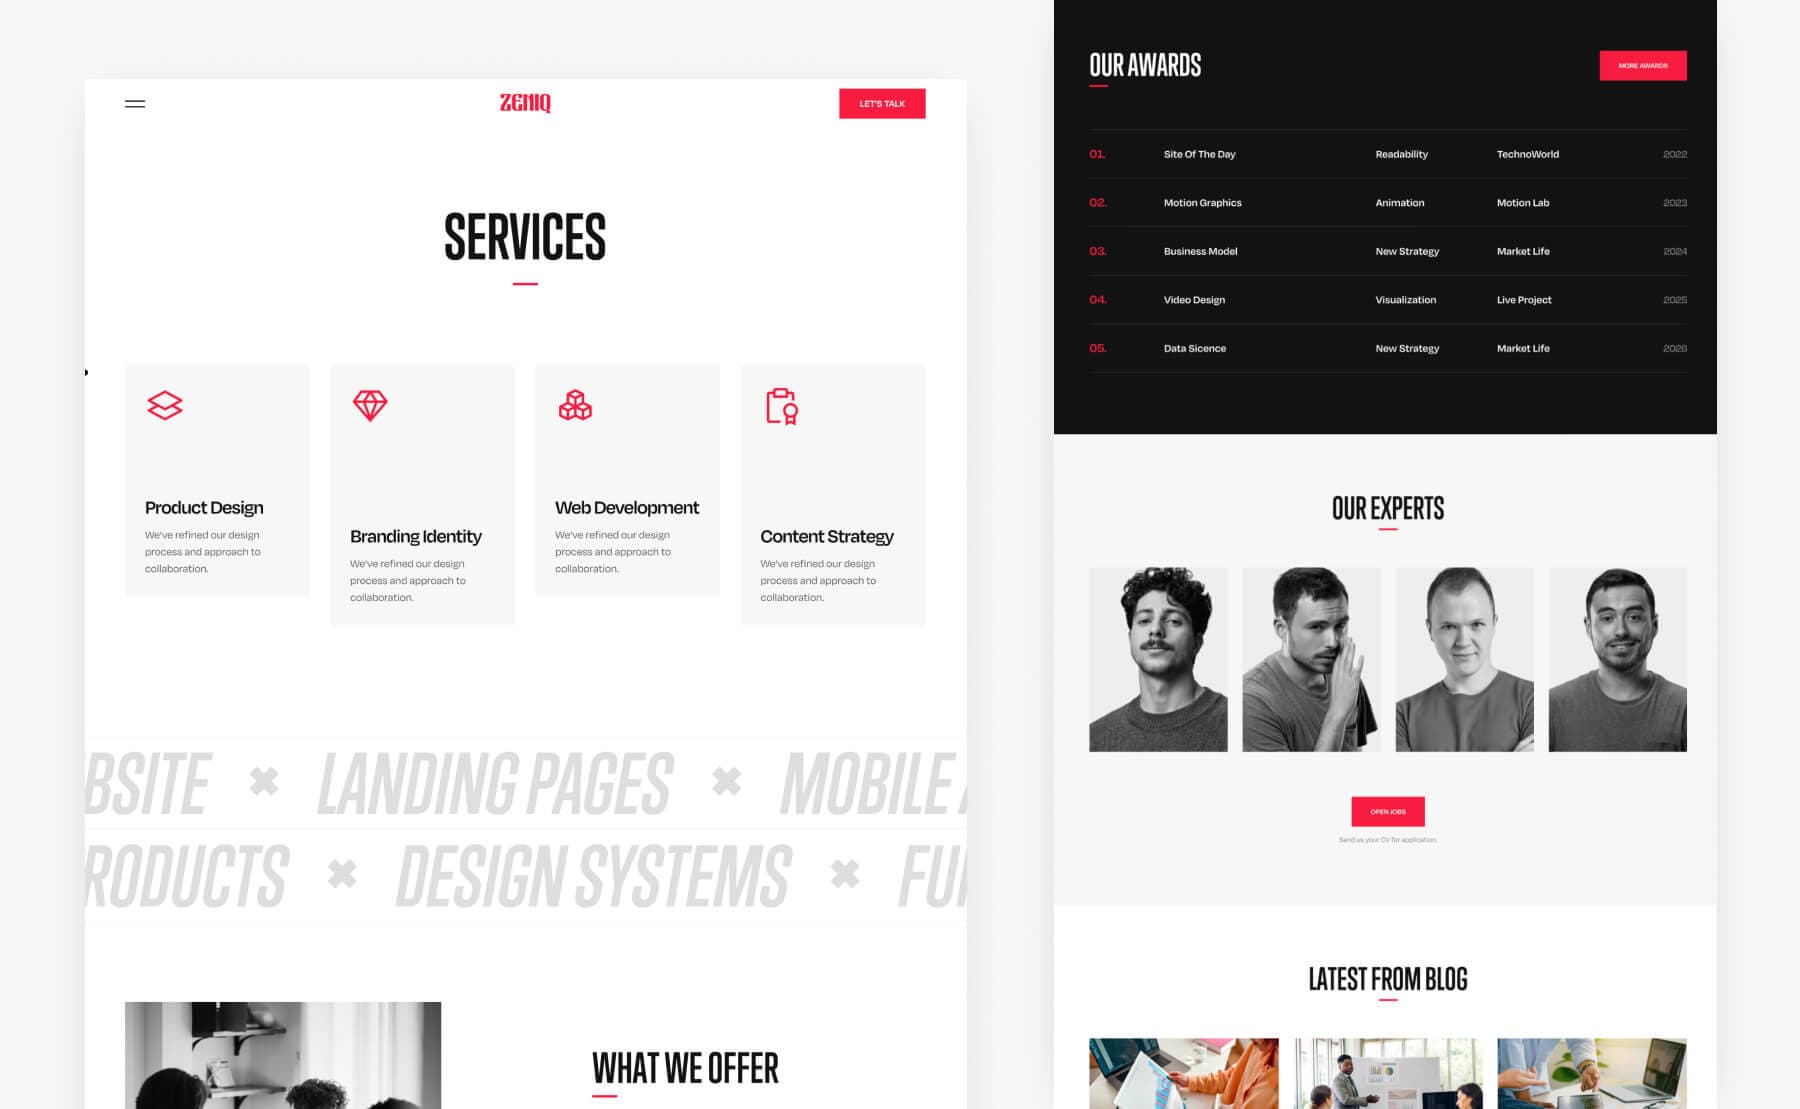 ZENIQ
LET'S TALK
SERVICES
Product Design
We've refined our design
process and approach to
collaboration.
Branding Identity
We've refined our design
process and approach to
collaboration.
Web Development
We've refined our design
process and approach to
collaboration.
Content Strategy
We've refined our design
process and approach to
collaboration.
BSITE ✖ LANDING PAGES ✖ MOBILE
RODUCTS ✖ DESIGN SYSTEMS ✖ FU
WHAT WE OFFER
OUR AWARDS
MORE AWARDS
01. Site Of The Day Readability TechnoWorld 2022
02. Motion Graphics Animation Motion Lab 2023
03. Business Model New Strategy Market Life 2024
04. Video Design Visualization Live Project 2025
05. Data Sicence New Strategy Market Life 2026
OUR EXPERTS
OPEN JOBS
Send us your CV for application.
LATEST FROM BLOG